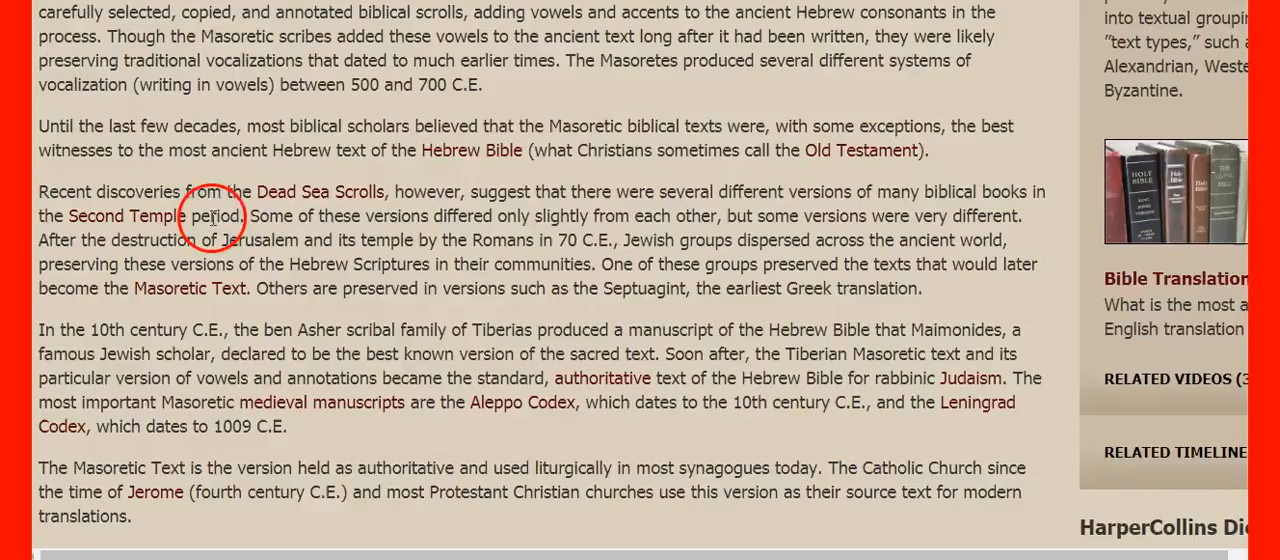 carefully selected, copied, and annotated biblical scrolls, adding vowels and accents to the ancient Hebrew consonants in the
process. Though the Masoretic scribes added these vowels to the ancient text long after it had been written, they were likely
preserving traditional vocalizations that dated to much earlier times. The Masoretes produced several different systems of
vocalization (writing in vowels) between 500 and 700 C.E.
Until the last few decades, most biblical scholars believed that the Masoretic biblical texts were, with some exceptions, the best
witnesses to the most ancient Hebrew text of the Hebrew Bible (what Christians sometimes call the Old Testament).
Recent discoveries from the Dead Sea Scrolls, however, suggest that there were several different versions of many biblical books in
the Second Temple period. Some of these versions differed only slightly from each other, but some versions were very different.
After the destruction of Jerusalem and its temple by the Romans in 70 C.E., Jewish groups dispersed across the ancient world,
preserving these versions of the Hebrew Scriptures in their communities. One of these groups preserved the texts that would later
become the Masoretic Text. Others are preserved in versions such as the Septuagint, the earliest Greek translation.
In the 10th century C.E., the ben Asher scribal family of Tiberias produced a manuscript of the Hebrew Bible that Maimonides, a
famous Jewish scholar, declared to be the best known version of the sacred text. Soon after, the Tiberian Masoretic text and its
particular version of vowels and annotations became the standard, authoritative text of the Hebrew Bible for rabbinic Judaism. The
most important Masoretic medieval manuscripts are the Aleppo Codex, which dates to the 10th century C.E., and the Leningrad
Codex, which dates to 1009 C.E.
The Masoretic Text is the version held as authoritative and used liturgically in most synagogues today. The Catholic Church since
the time of Jerome (fourth century C.E.) and most Protestant Christian churches use this version as their source text for modern
translations.
into textual groupin
"text types," such a
Alexandrian, Weste
Byzantine.
HOLY BIBLE
Holy Bible
HOLY BIBLE
Bible Translation
What is the most a
English translation
RELATED VIDEOS (3
RELATED TIMELINE
HarperCollins Dic